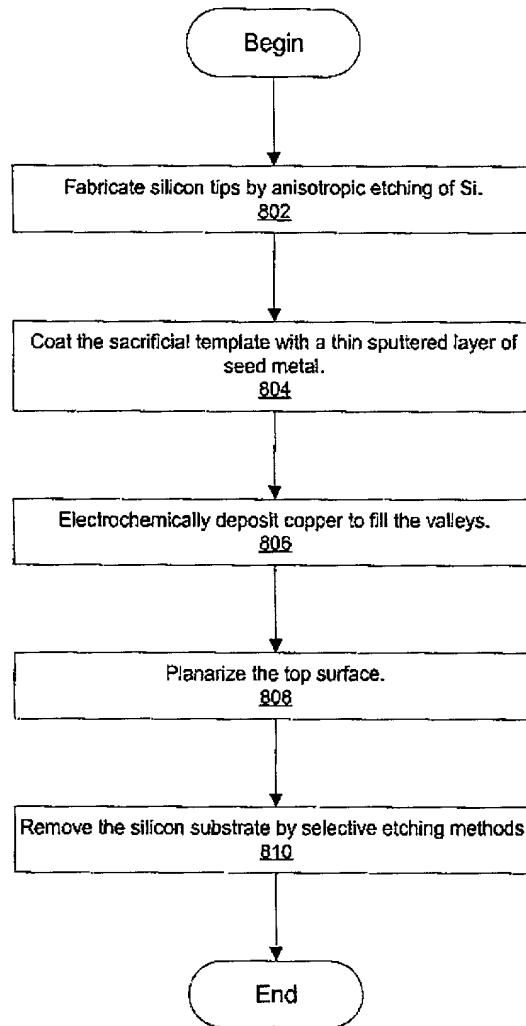 Begin
Fabricate silicon tips by anisotropic etching of Si.
802
Coat the sacrificial template with a thin sputtered layer of
seed metal.
804
Electrochemically deposit copper to fill the valleys.
806
Planarize the top surface.
808
Remove the silicon substrate by selective etching methods
810
End